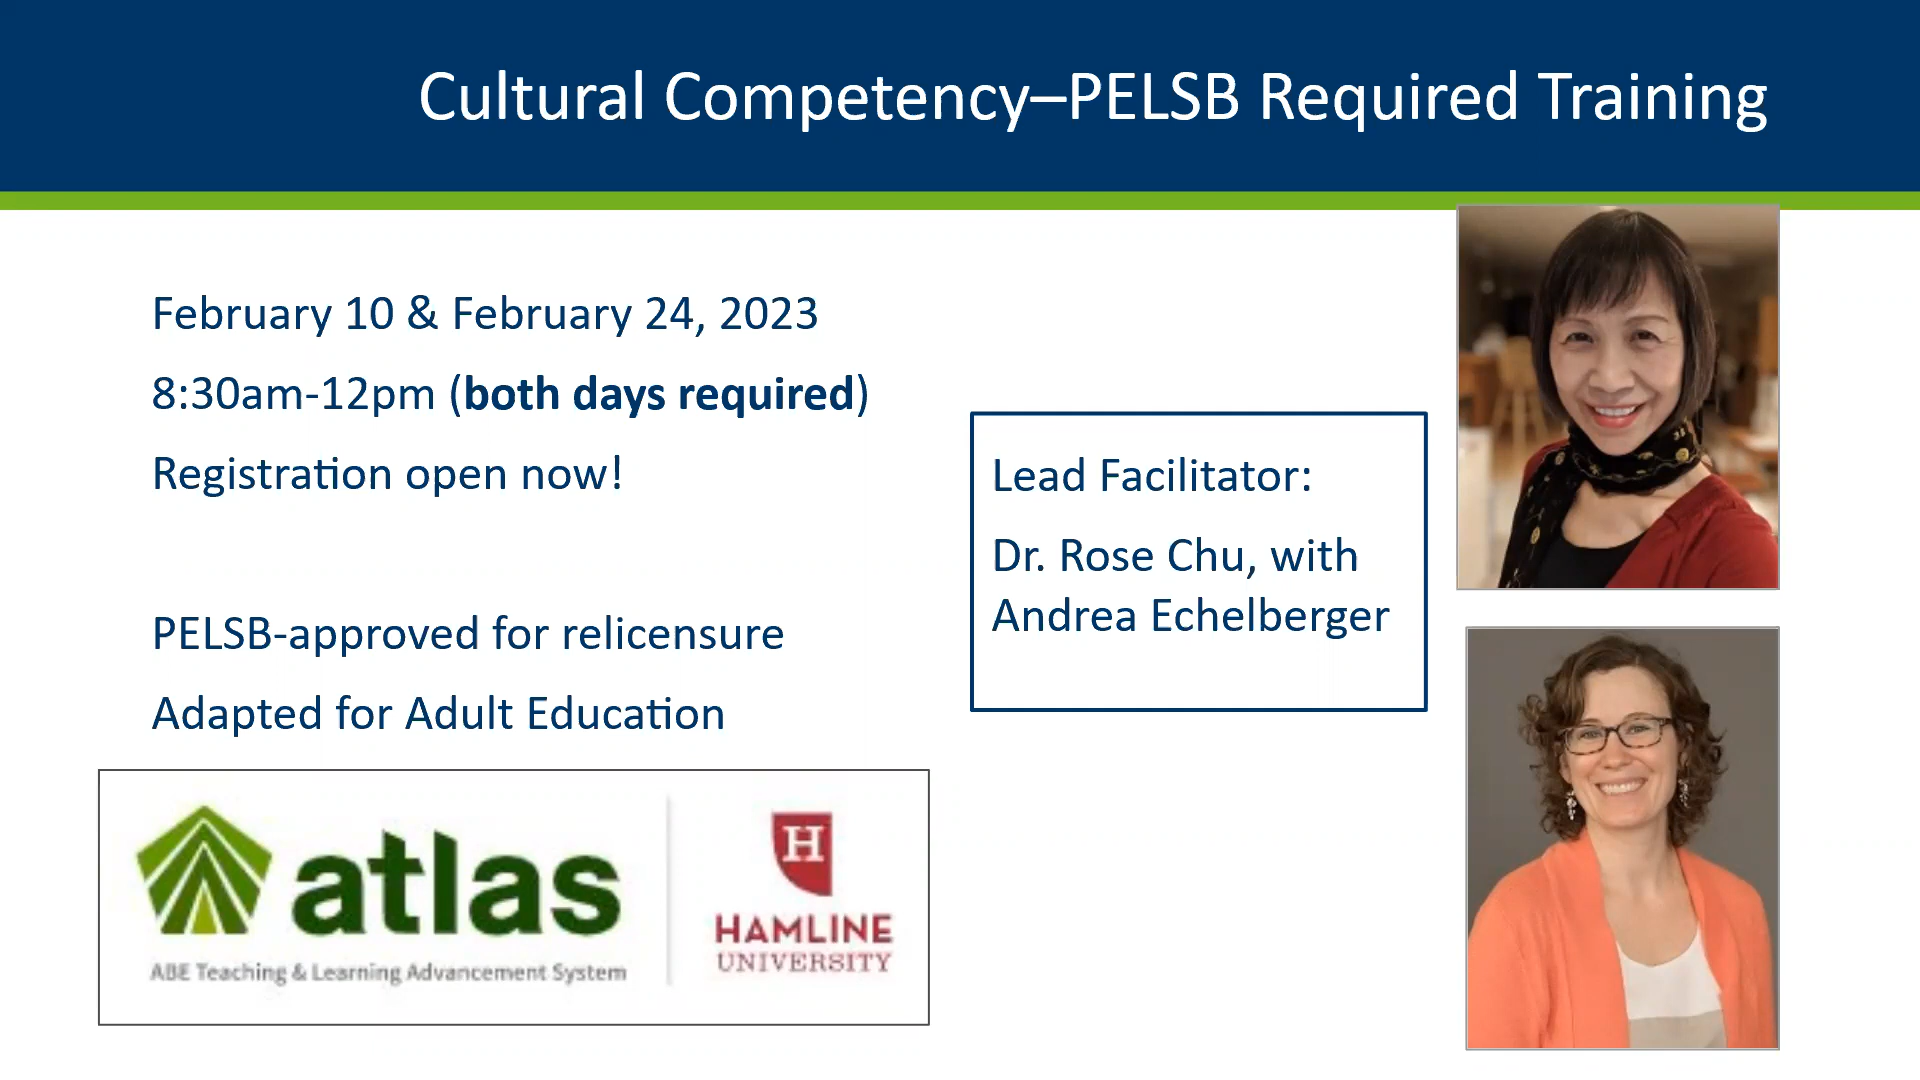 Cultural Competency–PELSB Required Training
February 10 & February 24, 2023
8:30am-12pm (both days required)
Registration open now!
PELSB-approved for relicensure
Adapted for Adult Education
Lead Facilitator:
Dr. Rose Chu, with
Andrea Echelberger
atlas
ABE Teaching & Learning Advancement System
H
HAMLINE
UNIVERSITY